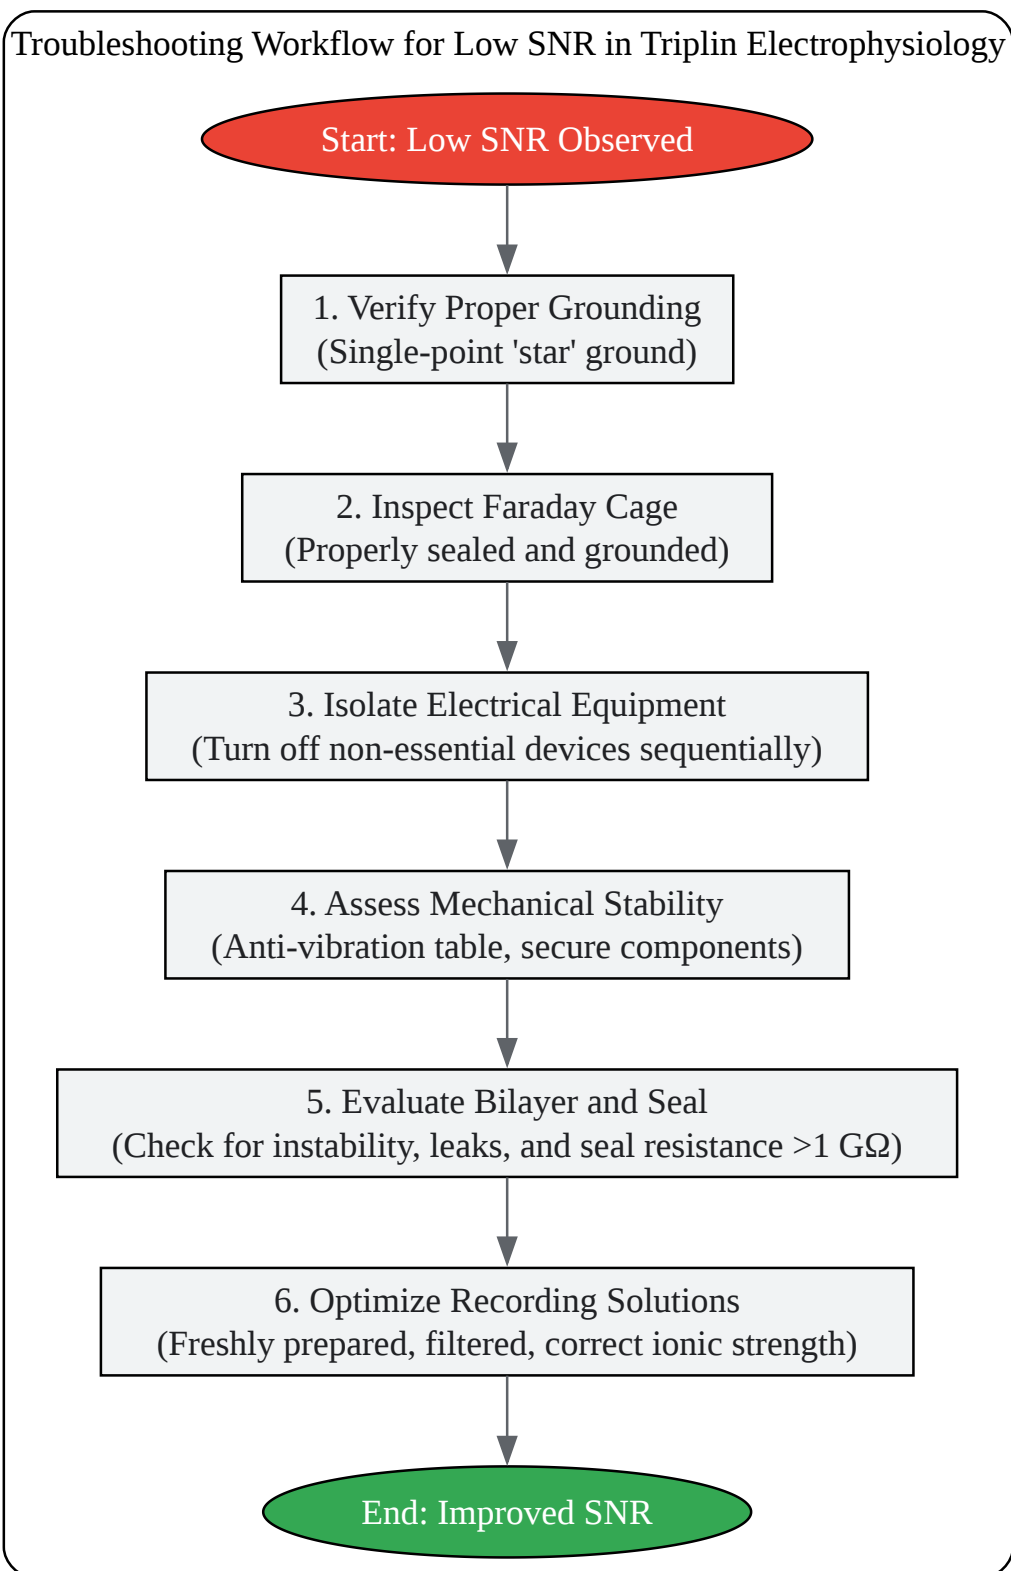 Troubleshooting Workflow for Low SNR in Triplin Electrophysiology
Start: Low SNR Observed
1. Verify Proper Grounding
(Single-point 'star' ground)
2. Inspect Faraday Cage
(Properly sealed and grounded)
3. Isolate Electrical Equipment
(Turn off non-essential devices sequentially)
4. Assess Mechanical Stability
(Anti-vibration table, secure components)
5. Evaluate Bilayer and Seal
(Check for instability, leaks, and seal resistance >1 GΩ)
6. Optimize Recording Solutions
(Freshly prepared, filtered, correct ionic strength)
End: Improved SNR